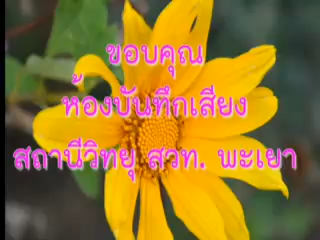 ขอบคุณ
ห้องบันทึกเสียง
สถานีวิทยุ สวท. พะเยา